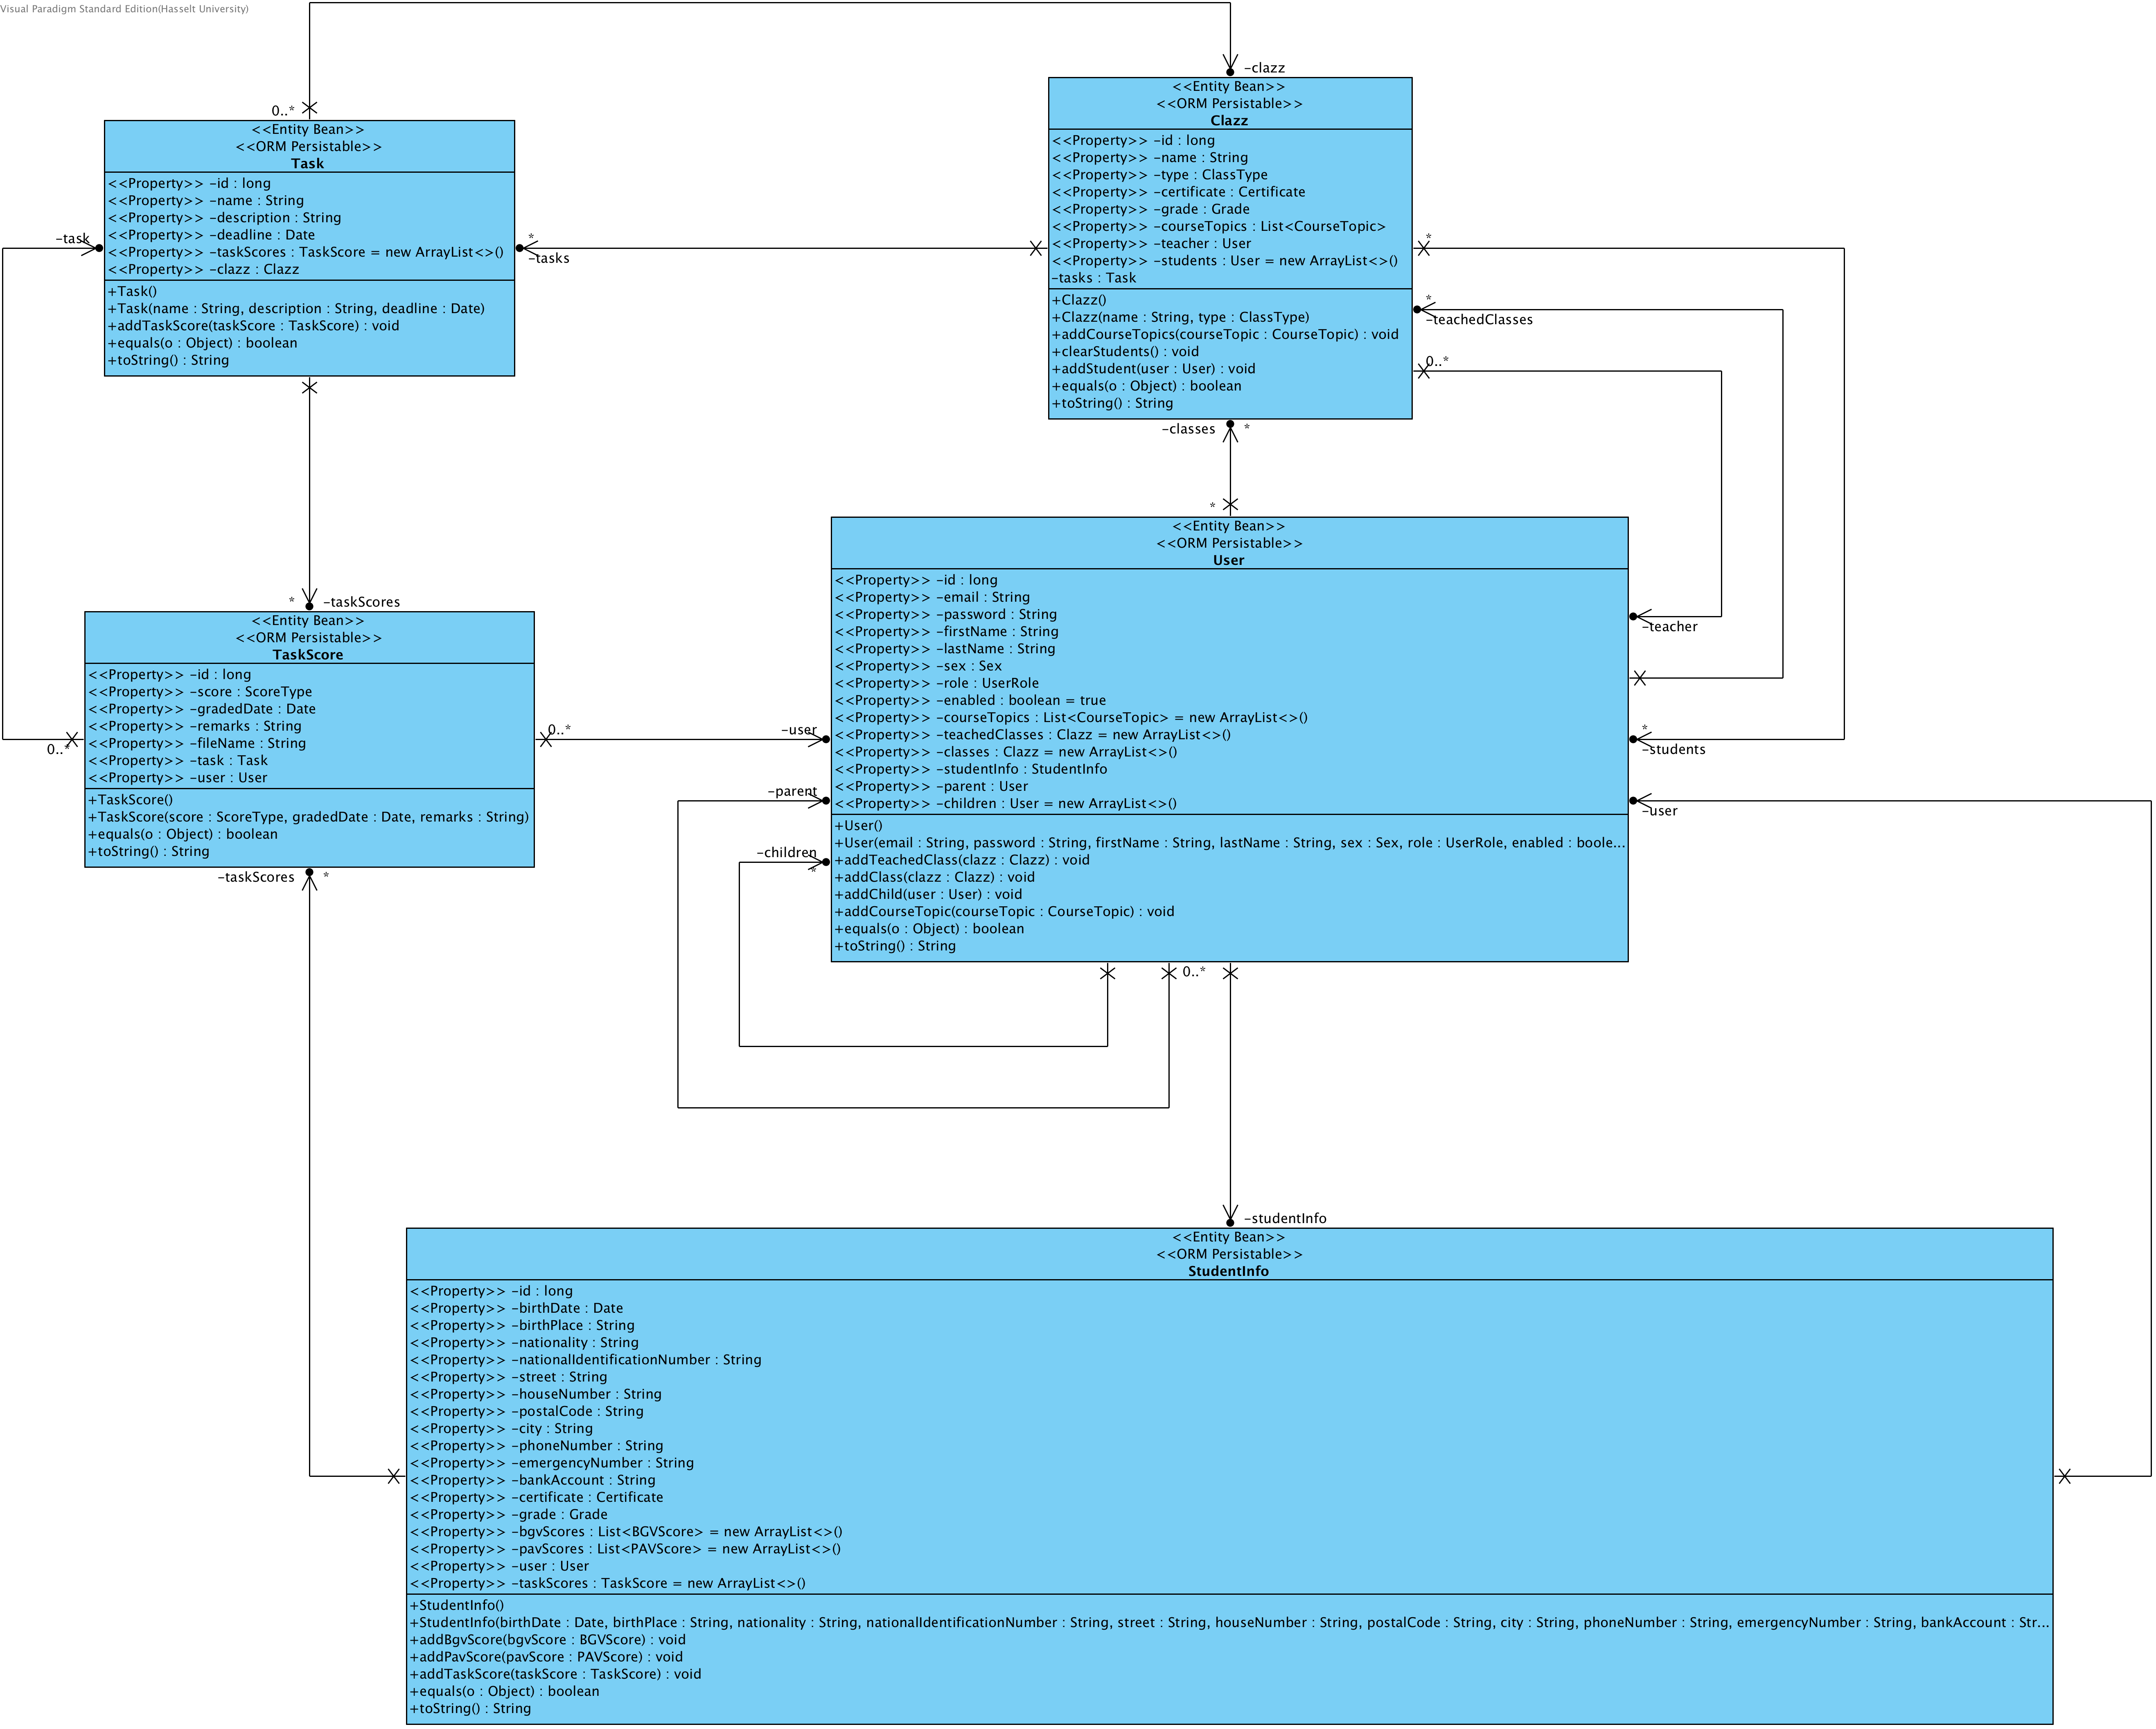 Visual Paradigm Standard Edition(Hasselt University)
-clazz
0..*
<<Entity Bean>>
<<ORM Persistable>>
Task
<<Property>> -id : long
<<Property>> -name : String
<<Property>> -description : String
<<Property>> -deadline : Date
<<Property>> -taskScores : TaskScore = new ArrayList<>()
<<Property>> -clazz : Clazz
+Task()
+Task(name : String, description : String, deadline : Date)
+addTaskScore(taskScore : TaskScore) : void
+equals(o : Object) : boolean
+toString() : String
-task
*
-tasks
<<Entity Bean>>
<<ORM Persistable>>
Clazz
<<Property>> -id : long
<<Property>> -name : String
<<Property>> -type : ClassType
<<Property>> -certificate : Certificate
<<Property>> -grade : Grade
<<Property>> -courseTopics : List<CourseTopic>
<<Property>> -teacher : User
<<Property>> -students : User = new ArrayList<>()
-tasks : Task
+Clazz()
+Clazz(name : String, type : ClassType)
+addCourseTopics(courseTopic : CourseTopic) : void
+clearStudents() : void
+addStudent(user : User) : void
+equals(o : Object) : boolean
+toString() : String
*
*
-teachedClasses
0..*
-classes *
*
* -taskScores
<<Entity Bean>>
<<ORM Persistable>>
TaskScore
<<Property>> -id : long
<<Property>> -score : ScoreType
<<Property>> -gradedDate : Date
<<Property>> -remarks : String
<<Property>> -fileName : String
<<Property>> -task : Task
<<Property>> -user : User
+TaskScore()
+TaskScore(score : ScoreType, gradedDate : Date, remarks : String)
+equals(o : Object) : boolean
+toString() : String
0..*
0..*
-user
-taskScores *
<<Entity Bean>>
<<ORM Persistable>>
User
<<Property>> -id : long
<<Property>> -email : String
<<Property>> -password : String
<<Property>> -firstName : String
<<Property>> -lastName : String
<<Property>> -sex : Sex
<<Property>> -role : UserRole
<<Property>> -enabled : boolean = true
<<Property>> -courseTopics : List<CourseTopic> = new ArrayList<>()
<<Property>> -teachedClasses : Clazz = new ArrayList<>()
<<Property>> -classes : Clazz = new ArrayList<>()
<<Property>> -studentInfo : StudentInfo
<<Property>> -parent : User
<<Property>> -children : User = new ArrayList<>()
+User()
+User(email : String, password : String, firstName : String, lastName : String, sex : Sex, role : UserRole, enabled : boole...
+addTeachedClass(clazz : Clazz) : void
+addClass(clazz : Clazz) : void
+addChild(user : User) : void
+addCourseTopic(courseTopic : CourseTopic) : void
+equals(o : Object) : boolean
+toString() : String
-teacher
*
-students
-user
-parent
-children
*
0..*
-studentInfo
<<Entity Bean>>
<<ORM Persistable>>
StudentInfo
<<Property>> -id : long
<<Property>> -birthDate : Date
<<Property>> -birthPlace : String
<<Property>> -nationality : String
<<Property>> -nationalIdentificationNumber : String
<<Property>> -street : String
<<Property>> -houseNumber : String
<<Property>> -postalCode : String
<<Property>> -city : String
<<Property>> -phoneNumber : String
<<Property>> -emergencyNumber : String
<<Property>> -bankAccount : String
<<Property>> -certificate : Certificate
<<Property>> -grade : Grade
<<Property>> -bgvScores : List<BGVScore> = new ArrayList<>()
<<Property>> -pavScores : List<PAVScore> = new ArrayList<>()
<<Property>> -user : User
<<Property>> -taskScores : TaskScore = new ArrayList<>()
+StudentInfo()
+StudentInfo(birthDate : Date, birthPlace : String, nationality : String, nationalIdentificationNumber : String, street : String, houseNumber : String, postalCode : String, city : String, phoneNumber : String, emergencyNumber : String, bankAccount : Str...
+addBgvScore(bgvScore : BGVScore) : void
+addPavScore(pavScore : PAVScore) : void
+addTaskScore(taskScore : TaskScore) : void
+equals(o : Object) : boolean
+toString() : String